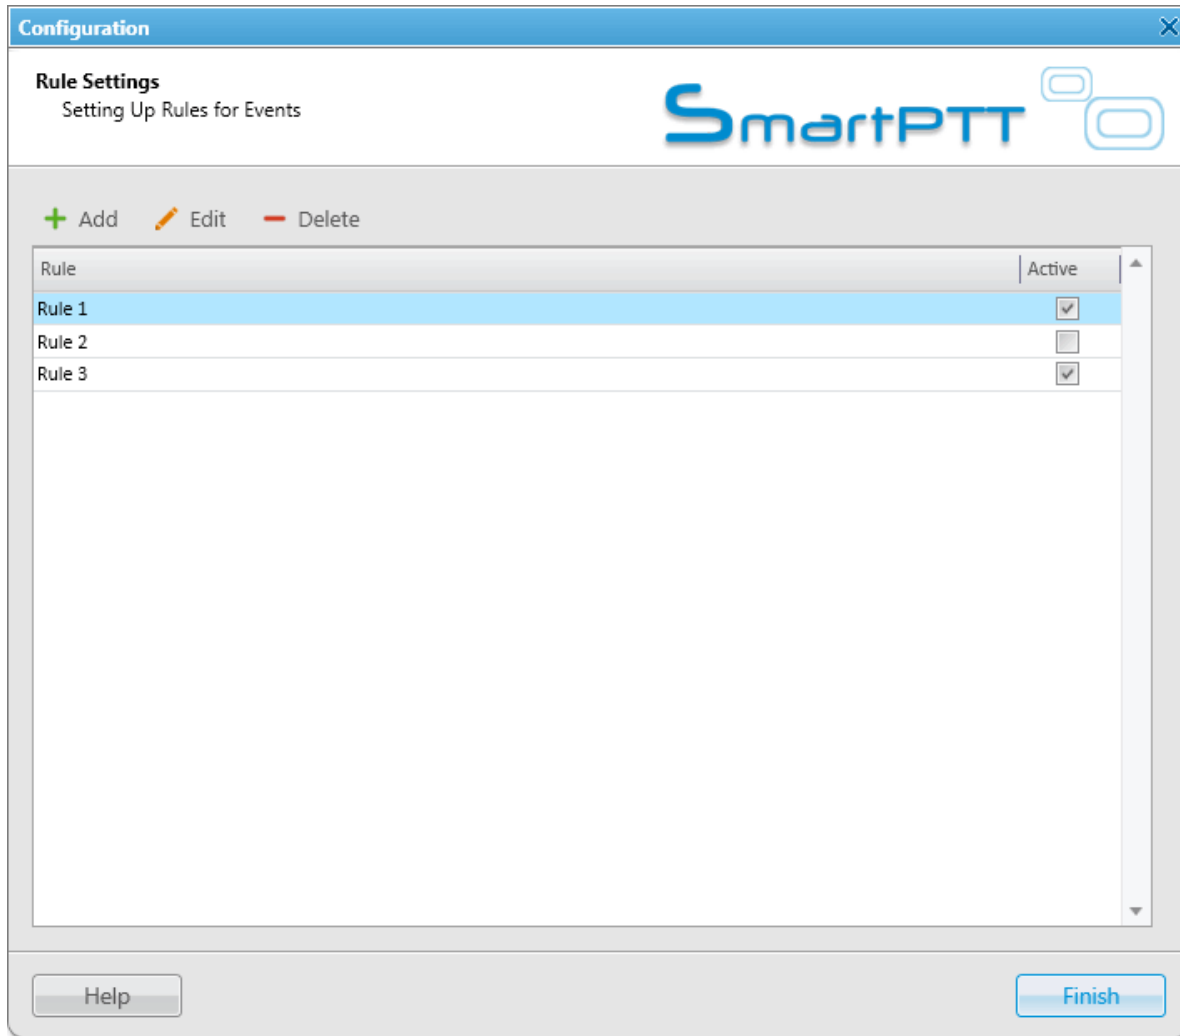 Configuration
Rule Settings
Setting Up Rules for Events
SmartPTT
Add Edit Delete
Rule Active
Rule 1
Rule 2
Rule 3
Help Finish